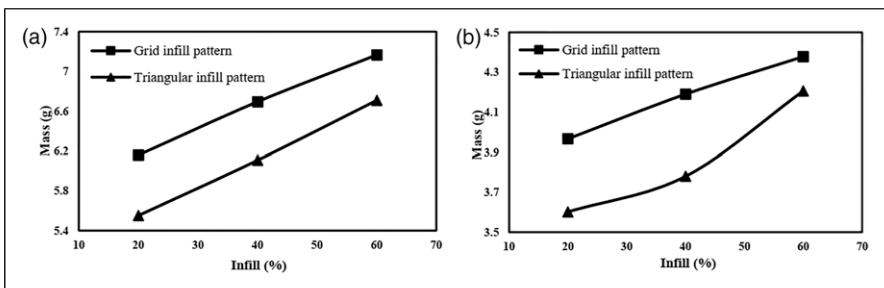 (a)
7.4
7
6.6
6.2
5.8
5.4
Mass (g)
Grid infill pattern
Triangular infill pattern
10 20 30 40 50 60 70
Infill (%)
(b)
4.5
4.3
4.1
3.9
3.7
3.5
Mass (g)
Grid infill pattern
Triangular infill pattern
10 20 30 40 50 60 70
Infill (%)